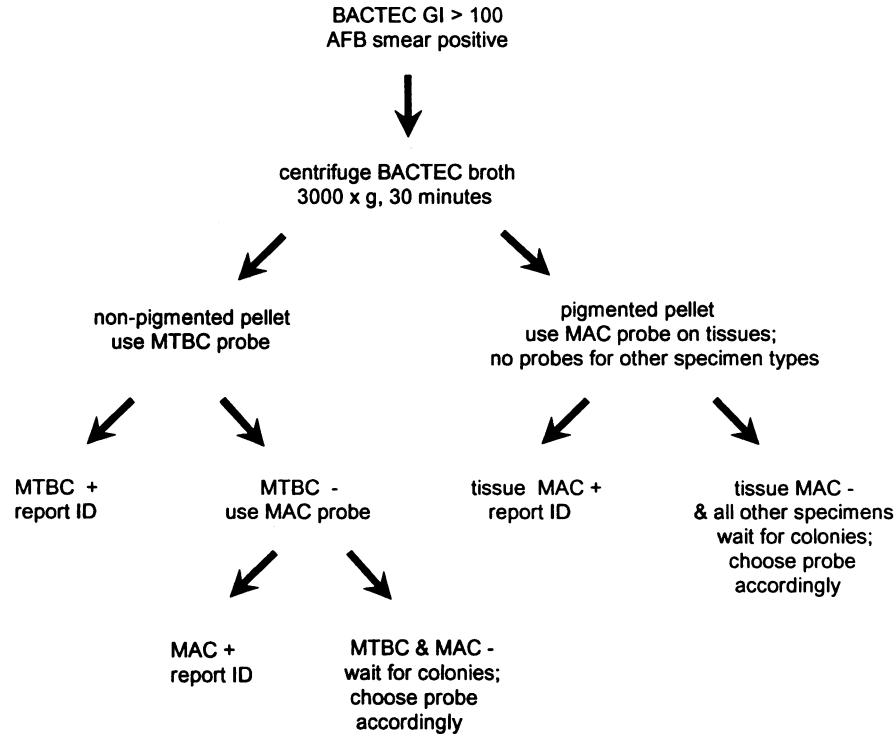 BACTEC GI > 100
AFB smear positive
centrifuge BACTEC broth
3000 x g, 30 minutes
non-pigmented pellet
use MTBC probe
pigmented pellet
use MAC probe on tissues;
no probes for other specimen types
MTBC +
report ID
MTBC -
use MAC probe
tissue MAC +
report ID
tissue MAC -
& all other specimens
wait for colonies;
choose probe
accordingly
MAC +
report ID
MTBC & MAC -
wait for colonies;
choose probe
accordingly